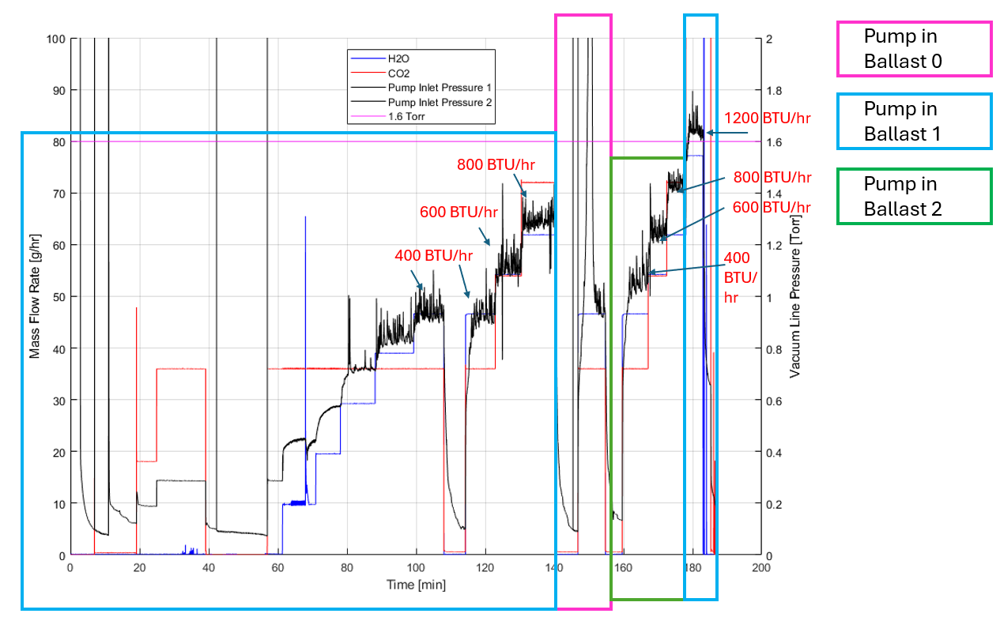 Pump in
Ballast 0
Pump in
Ballast 1
Pump in
Ballast 2
H2O
CO2
Pump Inlet Pressure 1
Pump Inlet Pressure 2
1.6 Torr
1200 BTU/hr
800 BTU/hr
600 BTU/hr
400
BTU/
hr
800 BTU/hr
600 BTU/hr
400 BTU/hr
Mass Flow Rate [g/hr]
100
90
80
70
60
50
40
30
20
10
0
Vacuum Line Pressure [Torr]
2
1.8
1.6
1.4
1.2
1
0.8
0.6
0.4
0.2
0
0 20 40 60 80 100 120 140 160 180 200
Time [min]